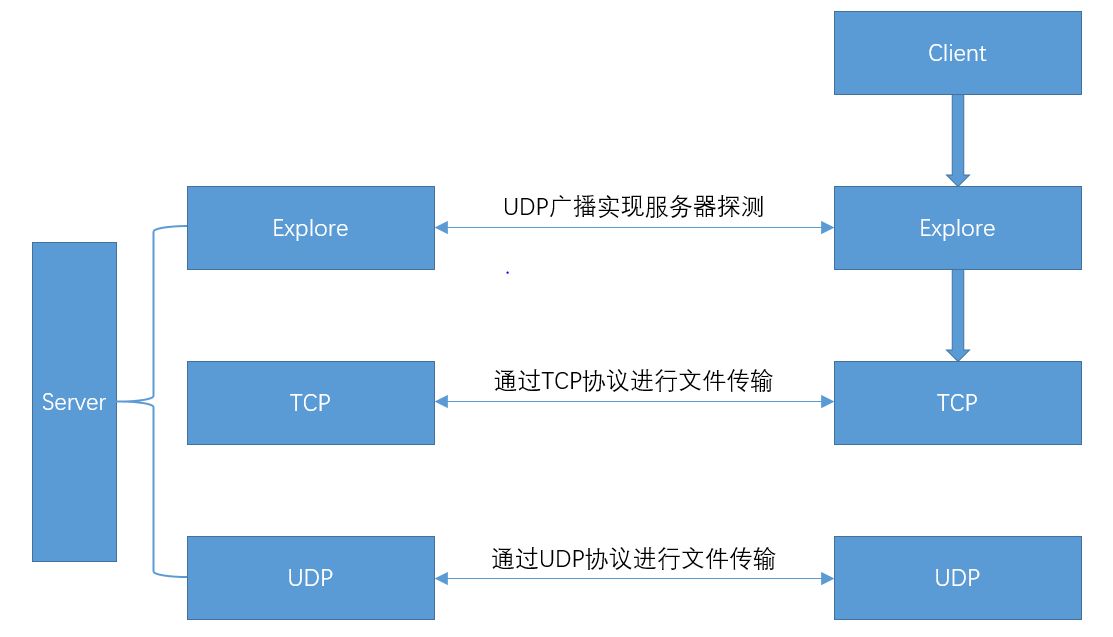 Client
Explore
UDP广播实现服务器探测
Explore
Server
TCP
通过TCP协议进行文件传输
TCP
UDP
通过UDP协议进行文件传输
UDP